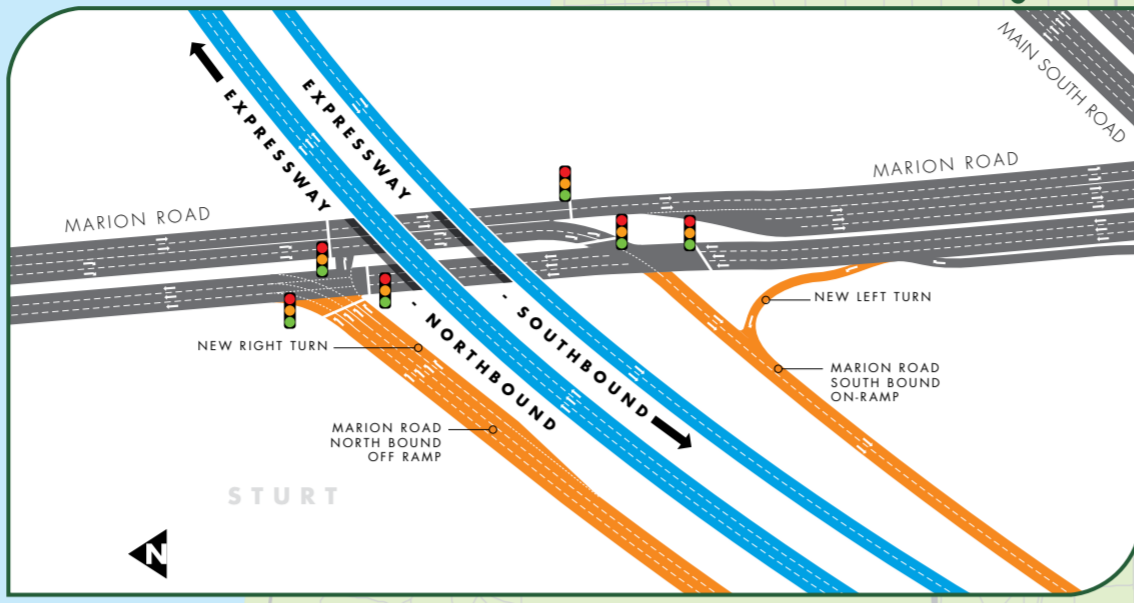 MAIN SOUTH ROAD
MARION ROAD
MARION ROAD
EXPRESSWAY
EXPRESSWAY
- NORTHBOUND
- SOUTHBOUND
NEW RIGHT TURN
NEW LEFT TURN
MARION ROAD
SOUTH BOUND
ON-RAMP
MARION ROAD
NORTH BOUND
OFF RAMP
STURT
N